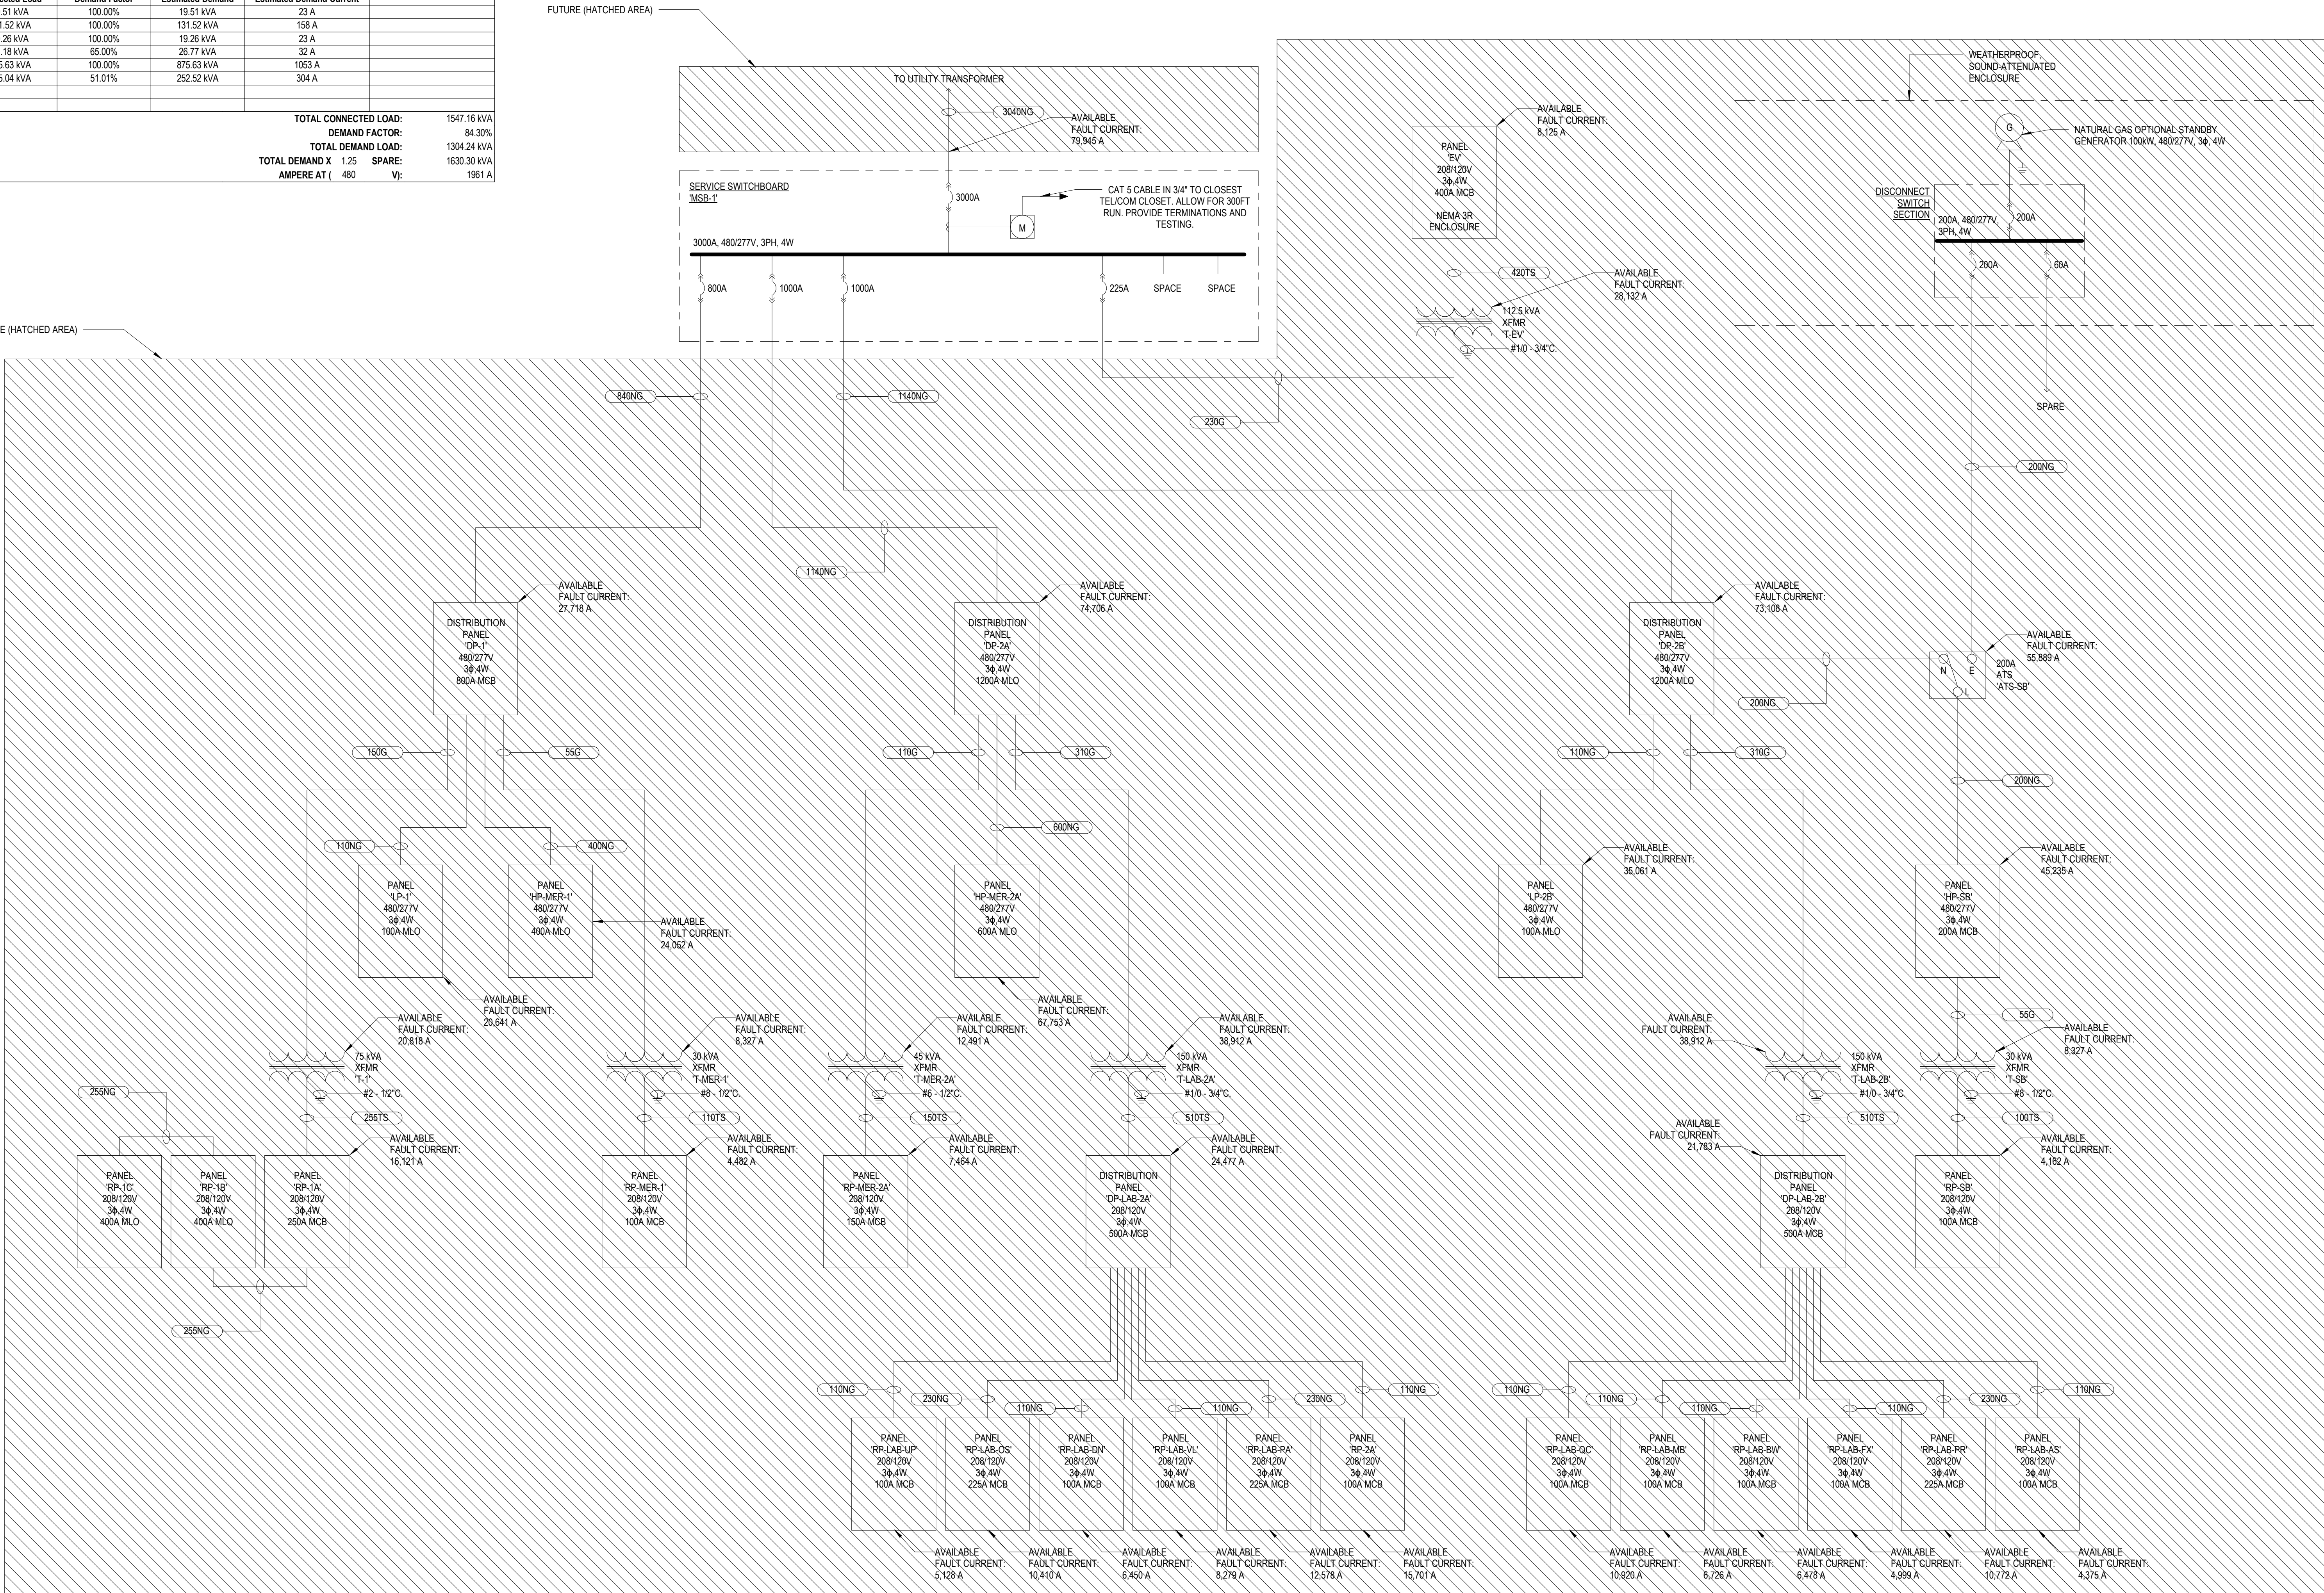 ected Load Demand Factor Estimated Demand Estimated Demand Current
.51 kVA 100.00% 19.51 kVA 23 A
1.52 kVA 100.00% 131.52 kVA 158 A
.26 kVA 100.00% 19.26 kVA 23 A
.18 kVA 65.00% 26.77 kVA 32 A
5.63 kVA 100.00% 875.63 kVA 1053 A
5.04 kVA 51.01% 252.52 kVA 304 A
TOTAL CONNECTED LOAD: 1547.16 kVA
DEMAND FACTOR: 84.30%
TOTAL DEMAND LOAD: 1304.24 kVA
TOTAL DEMAND X 1.25 SPARE: 1630.30 kVA
AMPERE AT ( 480 V): 1961 A
FUTURE (HATCHED AREA)
TO UTILITY TRANSFORMER
3040NG
AVAILABLE
FAULT CURRENT:
79,945 A
SERVICE SWITCHBOARD
'MSB-1'
3000A
M
CAT 5 CABLE IN 3/4" TO CLOSEST
TEL/COM CLOSET. ALLOW FOR 300FT
RUN. PROVIDE TERMINATIONS AND
TESTING.
3000A, 480/277V, 3PH, 4W
800A
1000A
1000A
225A
SPACE
SPACE
AVAILABLE
FAULT CURRENT:
8,125 A
PANEL
'EV'
208/120V
3ϕ,4W
400A MCB
NEMA 3R
ENCLOSURE
420TS
AVAILABLE
FAULT CURRENT:
28,132 A
112.5 kVA
XFMR
'T-EV'
#1/0 - 3/4"C.
WEATHERPROOF,
SOUND-ATTENUATED
ENCLOSURE
G
NATURAL GAS OPTIONAL STANDBY
GENERATOR 100kW, 480/277V, 3ϕ, 4W
DISCONNECT
SWITCH
SECTION
200A, 480/277V,
3PH, 4W
200A
200A
60A
SPARE
E (HATCHED AREA)
840NG
1140NG
230G
200NG
1140NG
AVAILABLE
FAULT CURRENT:
27,718 A
DISTRIBUTION
PANEL
'DP-1'
480/277V
3ϕ,4W
800A MCB
AVAILABLE
FAULT CURRENT:
74,706 A
DISTRIBUTION
PANEL
'DP-2A'
480/277V
3ϕ,4W
1200A MLO
AVAILABLE
FAULT CURRENT:
73,108 A
DISTRIBUTION
PANEL
'DP-2B'
480/277V
3ϕ,4W
1200A MLO
AVAILABLE
FAULT CURRENT:
55,889 A
N
E
L
200A
ATS
'ATS-SB'
200NG
150G
55G
110G
310G
110NG
310G
200NG
110NG
400NG
600NG
PANEL
'LP-1'
480/277V
3ϕ,4W
100A MLO
PANEL
'HP-MER-1'
480/277V
3ϕ,4W
400A MLO
AVAILABLE
FAULT CURRENT:
24,052 A
PANEL
'HP-MER-2A'
480/277V
3ϕ,4W
600A MLO
AVAILABLE
FAULT CURRENT:
35,061 A
PANEL
'LP-2B'
480/277V
3ϕ,4W
100A MLO
AVAILABLE
FAULT CURRENT:
45,235 A
PANEL
'HP-SB'
480/277V
3ϕ,4W
200A MCB
AVAILABLE
FAULT CURRENT:
20,641 A
AVAILABLE
FAULT CURRENT:
67,753 A
AVAILABLE
FAULT CURRENT:
20,818 A
75 kVA
XFMR
'T-1'
#2 - 1/2"C.
AVAILABLE
FAULT CURRENT:
8,327 A
30 kVA
XFMR
'T-MER-1'
#8 - 1/2"C.
AVAILABLE
FAULT CURRENT:
12,491 A
45 kVA
XFMR
'T-MER-2A'
#6 - 1/2"C.
AVAILABLE
FAULT CURRENT:
38,912 A
150 kVA
XFMR
'T-LAB-2A'
#1/0 - 3/4"C.
AVAILABLE
FAULT CURRENT:
38,912 A
150 kVA
XFMR
'T-LAB-2B'
#1/0 - 3/4"C.
55G
AVAILABLE
FAULT CURRENT:
8,327 A
30 kVA
XFMR
'T-SB'
#8 - 1/2"C.
255NG
255TS
110TS
150TS
510TS
510TS
100TS
PANEL
'RP-1C'
208/120V
3ϕ,4W
400A MLO
PANEL
'RP-1B'
208/120V
3ϕ,4W
400A MLO
PANEL
'RP-1A'
208/120V
3ϕ,4W
250A MCB
AVAILABLE
FAULT CURRENT:
16,121 A
PANEL
'RP-MER-1'
208/120V
3ϕ,4W
100A MCB
AVAILABLE
FAULT CURRENT:
4,482 A
PANEL
'RP-MER-2A'
208/120V
3ϕ,4W
150A MCB
AVAILABLE
FAULT CURRENT:
7,464 A
DISTRIBUTION
PANEL
'DP-LAB-2A'
208/120V
3ϕ,4W
500A MCB
AVAILABLE
FAULT CURRENT:
24,477 A
AVAILABLE
FAULT CURRENT:
21,783 A
DISTRIBUTION
PANEL
'DP-LAB-2B'
208/120V
3ϕ,4W
500A MCB
PANEL
'RP-SB'
208/120V
3ϕ,4W
100A MCB
AVAILABLE
FAULT CURRENT:
4,162 A
255NG
110NG
230NG
110NG
110NG
230NG
110NG
110NG
110NG
110NG
110NG
230NG
110NG
PANEL
'RP-LAB-UP'
208/120V
3ϕ,4W
100A MCB
PANEL
'RP-LAB-OS'
208/120V
3ϕ,4W
225A MCB
PANEL
'RP-LAB-DN'
208/120V
3ϕ,4W
100A MCB
PANEL
'RP-LAB-VL'
208/120V
3ϕ,4W
100A MCB
PANEL
'RP-LAB-PA'
208/120V
3ϕ,4W
225A MCB
PANEL
'RP-2A'
208/120V
3ϕ,4W
100A MCB
PANEL
'RP-LAB-QC'
208/120V
3ϕ,4W
100A MCB
PANEL
'RP-LAB-MB'
208/120V
3ϕ,4W
100A MCB
PANEL
'RP-LAB-BW'
208/120V
3ϕ,4W
100A MCB
PANEL
'RP-LAB-FX'
208/120V
3ϕ,4W
100A MCB
PANEL
'RP-LAB-PR'
208/120V
3ϕ,4W
225A MCB
PANEL
'RP-LAB-AS'
208/120V
3ϕ,4W
100A MCB
AVAILABLE
FAULT CURRENT:
5,128 A
AVAILABLE
FAULT CURRENT:
10,410 A
AVAILABLE
FAULT CURRENT:
6,450 A
AVAILABLE
FAULT CURRENT:
8,279 A
AVAILABLE
FAULT CURRENT:
12,578 A
AVAILABLE
FAULT CURRENT:
15,701 A
AVAILABLE
FAULT CURRENT:
10,920 A
AVAILABLE
FAULT CURRENT:
6,726 A
AVAILABLE
FAULT CURRENT:
6,478 A
AVAILABLE
FAULT CURRENT:
4,999 A
AVAILABLE
FAULT CURRENT:
10,772 A
AVAILABLE
FAULT CURRENT:
4,375 A